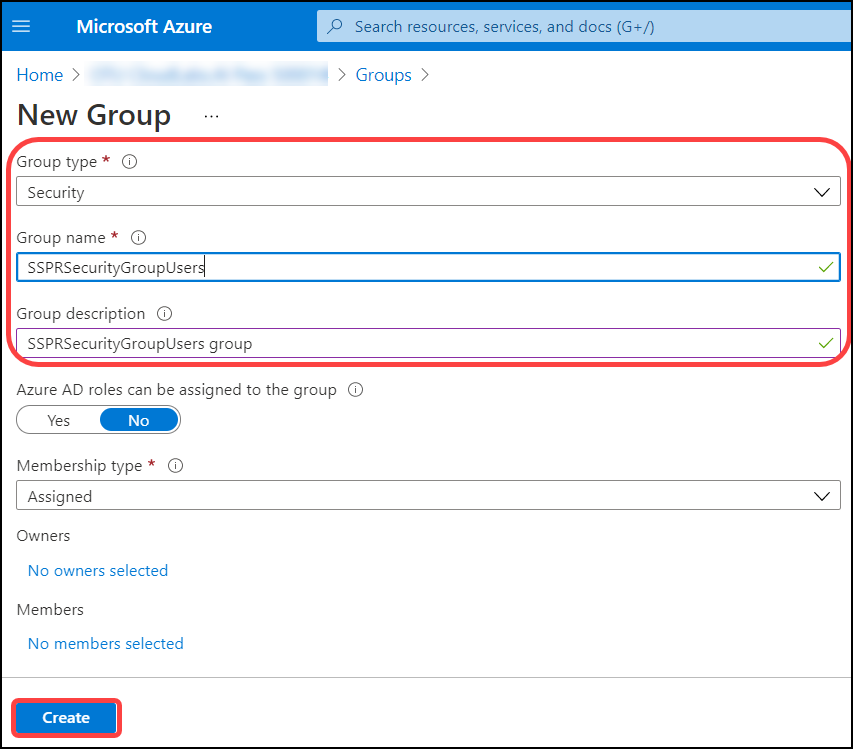 Microsoft Azure
Search resources, services, and docs (G+/)
Home > > Groups >
New Group ...
Group type *
Security
Group name *
SSPRSecurityGroupUsers
Group description
SSPRSecurityGroupUsers group
Azure AD roles can be assigned to the group
Yes No
Membership type *
Assigned
Owners
No owners selected
Members
No members selected
Create